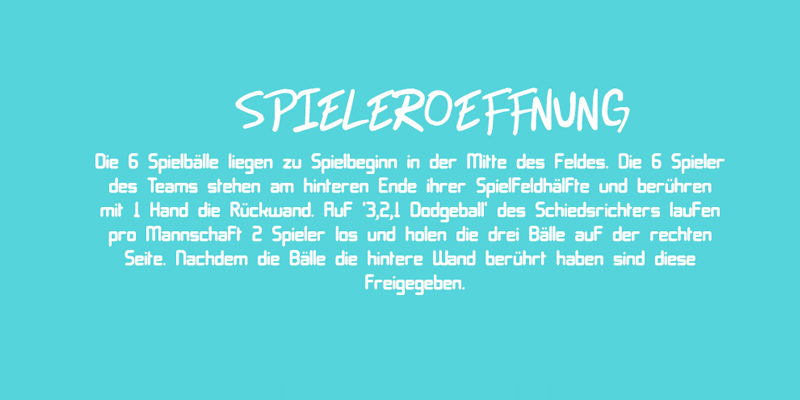 SPIELEROEFFNUNG
Die 6 Spielbälle liegen zu Spielbeginn in der Mitte des Feldes. Die 6 Spieler
des Teams stehen am hinteren Ende ihrer Spielfeldhälfte und berühren
mit 1 Hand die Rückwand. Auf '3,2,1 Dodgeball' des Schiedsrichters laufen
pro Mannschaft 2 Spieler los und holen die drei Bälle auf der rechten
Seite. Nachdem die Bälle die hintere Wand berührt haben sind diese
Freigegeben.